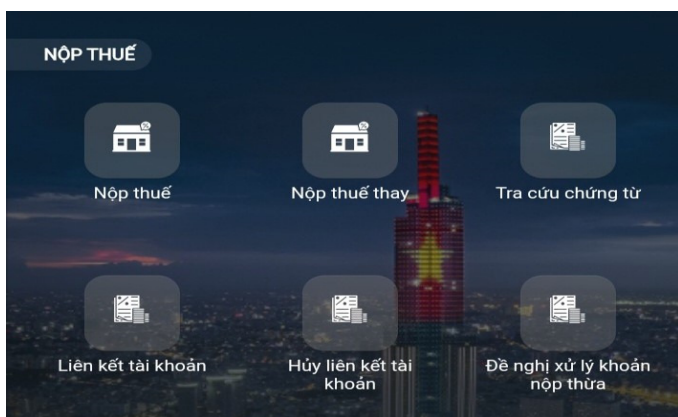 NỘP THUẾ
Nộp thuế
Nộp thuế thay
Tra cứu chứng từ
Liên kết tài khoản
Hủy liên kết tài
khoản
Đề nghị xử lý khoản
nộp thừa